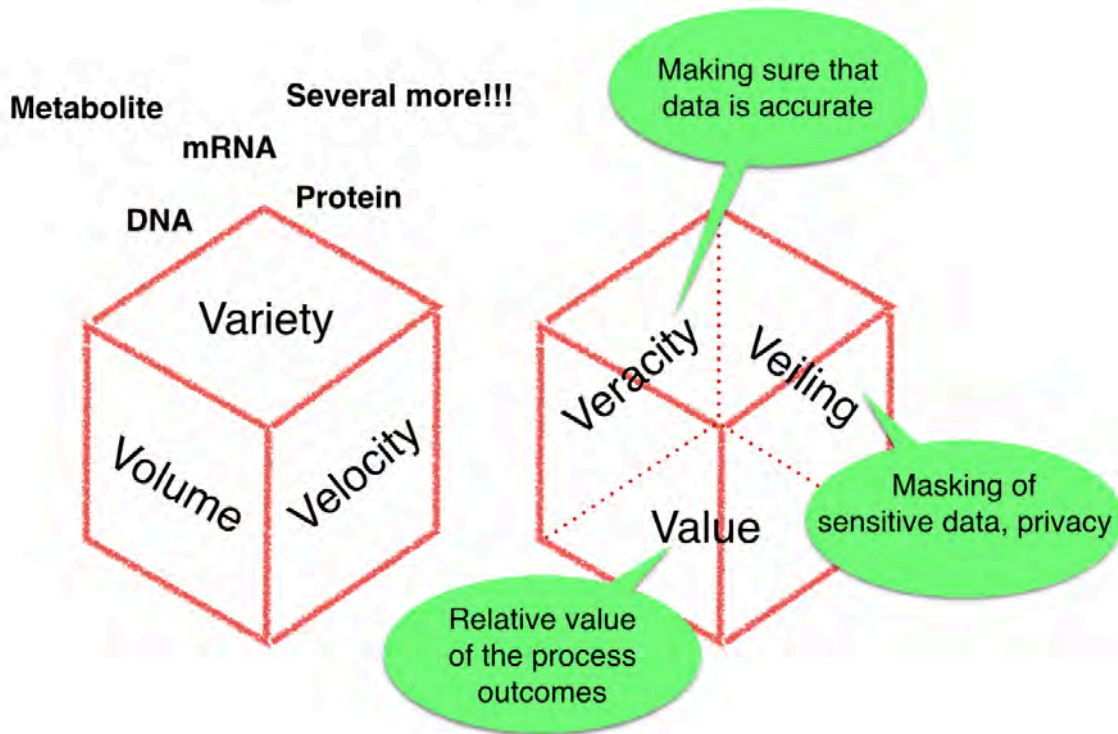 Metabolite
Several more!!!
mRNA
Protein
DNA
Variety
Volume
Velocity
Making sure that
data is accurate
Veracity
Veiling
Value
Masking of
sensitive data, privacy
Relative value
of the process
outcomes